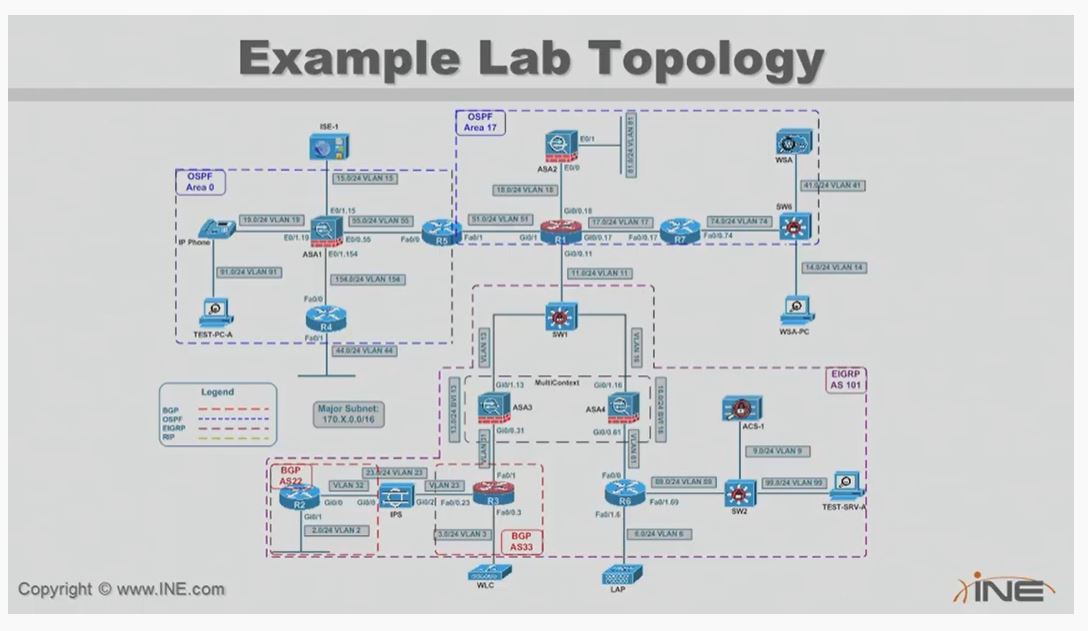 Example Lab Topology
OSPF
Area 17
ISE-1
E0/1
61.0/24 VLAN 61
ASA2
E0/0
WSA
OSPF
Area 0
15.0/24 VLAN 15
18.0/24 VLAN 18
41.0/24 VLAN 41
E0/1.15
Gi0/0.18
SW6
19.0/24 VLAN 19
55.0/24 VLAN 55
51.0/24 VLAN 51
17.0/24 VLAN 17
74.0/24 VLAN 74
IP Phone
E0/1.19
E0/0.55
Fa0/0
R5
Fa0/1
Gi0/1
R1
Gi0/0.17
Fa0/0.17
R7
Fa0/0.74
ASA1
E0/1.154
Gi0/0.11
91.0/24 VLAN 91
154.0/24 VLAN 154
11.0/24 VLAN 11
14.0/24 VLAN 14
Fa0/0
TEST-PC-A
R4
Fa0/1
SW1
WSA-PC
44.0/24 VLAN 44
VLAN 13
VLAN 16
EIGRP
AS 101
Legend
BGP
OSPF
EIGRP
RIP
Major Subnet:
170.X.0.0/16
MultiContext
Gi0/1.13
Gi0/1.16
13.0/24 BVI 13
16.0/24 BVI 16
ASA3
ASA4
ACS-1
Gi0/0.31
Gi0/0.61
VLAN 31
VLAN 61
9.0/24 VLAN 9
BGP
AS22
23.0/24 VLAN 23
VLAN 32
VLAN 23
Fa0/1
Fa0/0
99.0/24 VLAN 99
R2
Gi0/0
Gi0/0
IPS
Gi0/2
Fa0/0.23
R3
R6
Fa0/1.69
SW2
TEST-SRV-A
Gi0/1
Fa0/0.3
Fa0/1.6
2.0/24 VLAN 2
3.0/24 VLAN 3
BGP
AS33
6.0/24 VLAN 6
WLC
LAP
Copyright © www.INE.com
INE